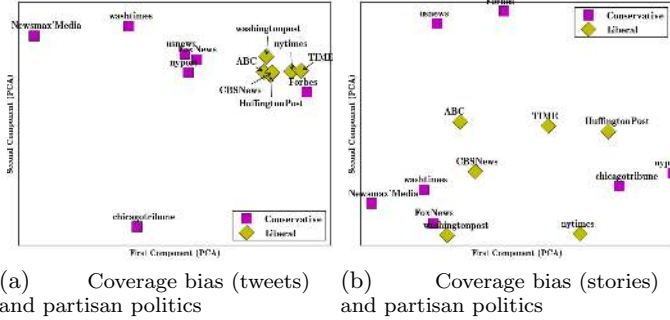 washtimes
Newsmax Media
washingtonpost
usnews
FoxNews
nytimes
ABC
TIME
CBSNews
Forbes
HuffingtonPost
chicagotribune
Conservative
Liberal
Second Component (PCA)
First Component (PCA)
(a) Coverage bias (tweets)
and partisan politics
usnews
Conservative
Liberal
ABC
TIME
HuffingtonPost
CBSNews
chicagotribune
washtimes
Newsmax Media
FoxNews
washingtonpost
nytimes
Second Component (PCA)
First Component (PCA)
(b) Coverage bias (stories)
and partisan politics